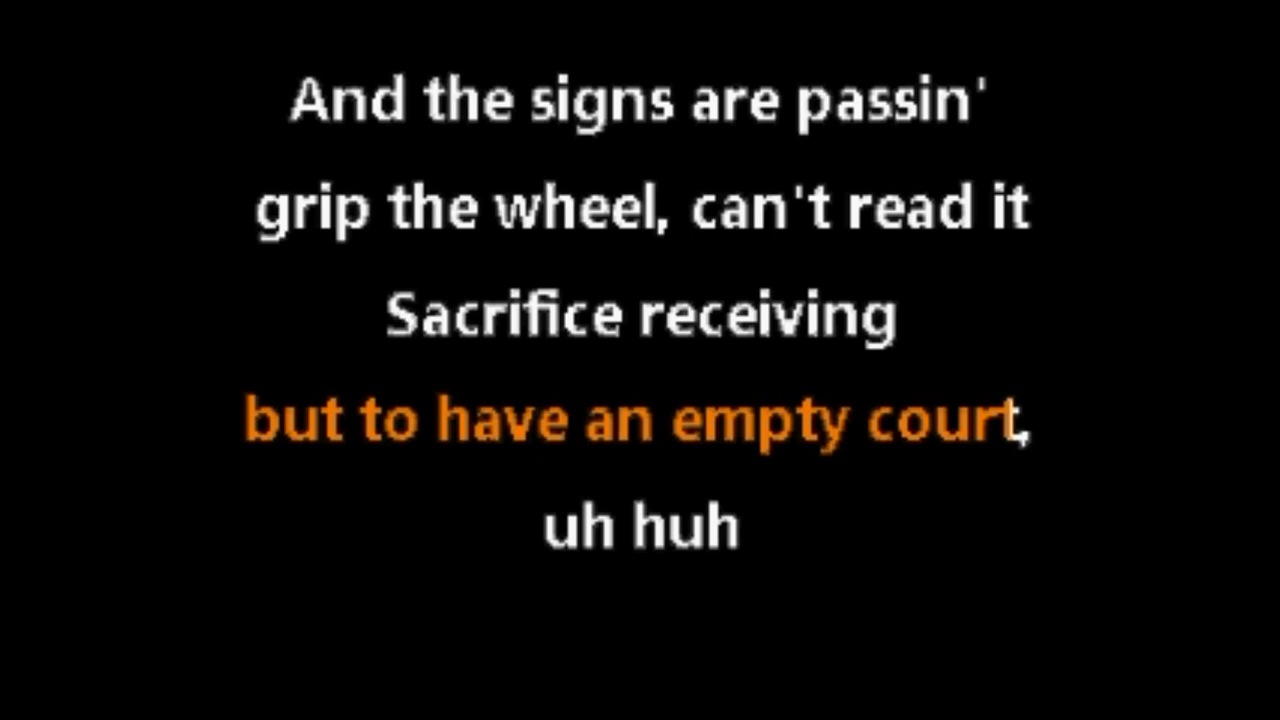 And the signs are passin'
grip the wheel, can't read it
Sacrifice receiving
but to have an empty court,
uh huh